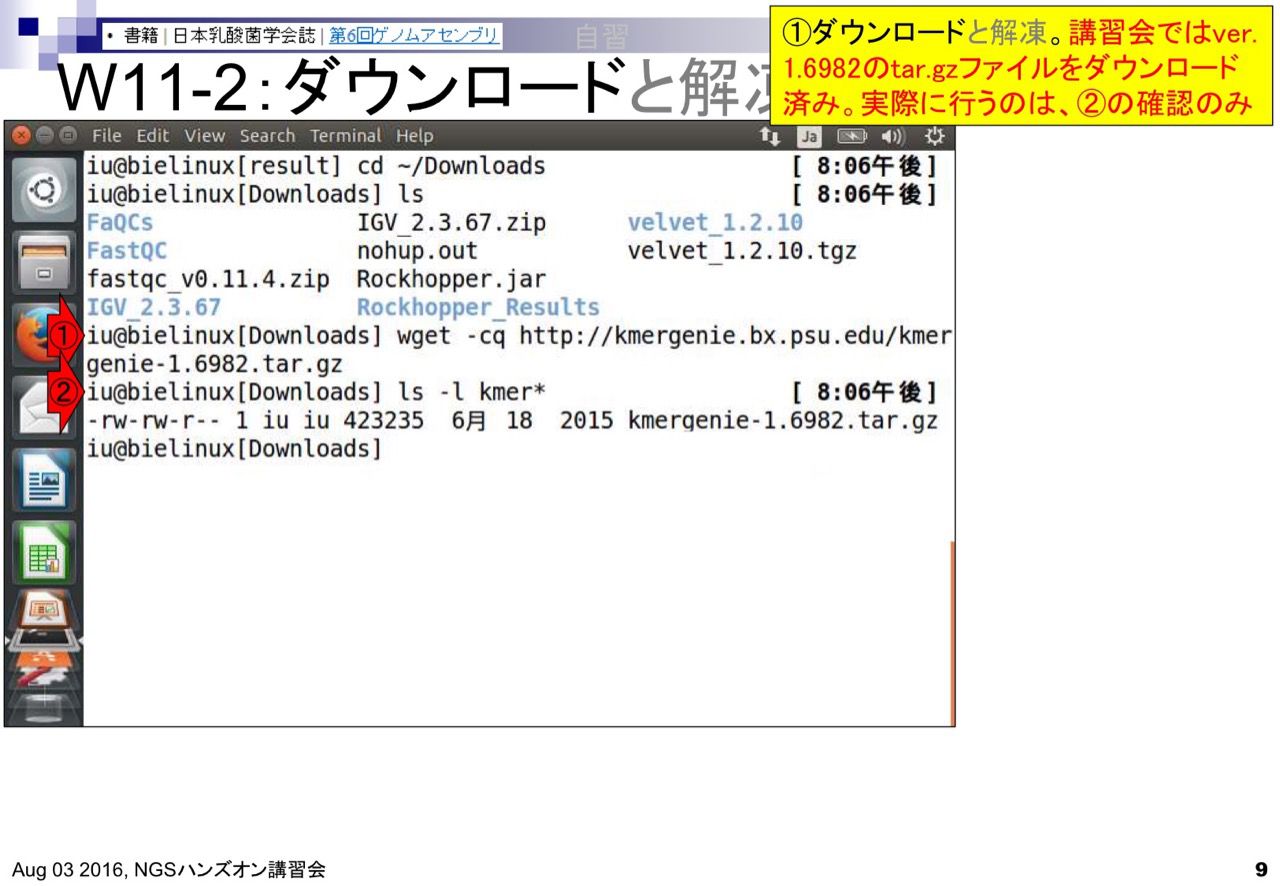 ・ 書籍 | 日本乳酸菌学会誌 | 第6回ゲノムアセンブリ
自習
W11-2:ダウンロードと解凍
①ダウンロードと解凍。講習会ではver.
1.6982のtar.gzファイルをダウンロード
済み。実際に行うのは、②の確認のみ
File Edit View Search Terminal Help
Ja
iu@bielinux[result] cd ~/Downloads [ 8:06午後]
iu@bielinux[Downloads] ls [ 8:06午後]
FaQCs IGV_2.3.67.zip velvet_1.2.10
FastQC nohup.out velvet_1.2.10.tgz
fastqc_v0.11.4.zip Rockhopper.jar
IGV_2.3.67 Rockhopper_Results
① iu@bielinux[Downloads] wget -cq http://kmergenie.bx.psu.edu/kmer
genie-1.6982.tar.gz
② iu@bielinux[Downloads] ls -l kmer* [ 8:06午後]
-rw-rw-r-- 1 iu iu 423235 6月 18 2015 kmergenie-1.6982.tar.gz
iu@bielinux[Downloads]
Aug 03 2016, NGSハンズオン講習会
9